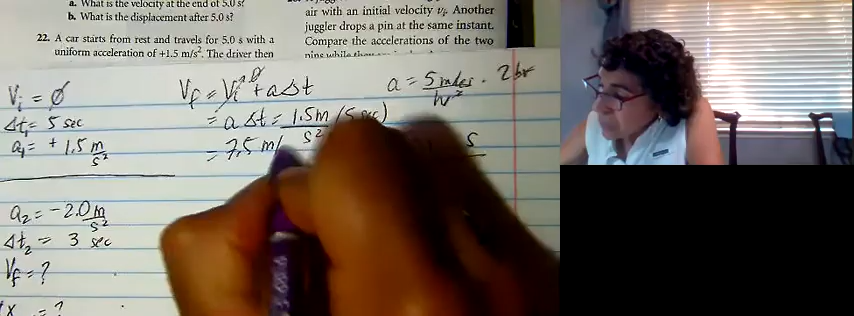 a. What is the velocity at the end of 5.0 s?
b. What is the displacement after 5.0 s?
22. A car starts from rest and travels for 5.0 s with a
uniform acceleration of +1.5 m/s². The driver then
air with an initial velocity vᵢ. Another
juggler drops a pin at the same instant.
Compare the accelerations of the two
pins while
Vᵢ = ∅
Δt₁ = 5 sec
a₁ = + 1.5 m/s²
a₂ = -2.0 m/s²
Δt₂ = 3 sec
Vf = ?
x = ?
Vf = Vᵢ⁰ + aΔt
= aΔt = 1.5m/s² (5 sec)
= 7.5 m/
a = 5 miles/hr² · 2 hr
s